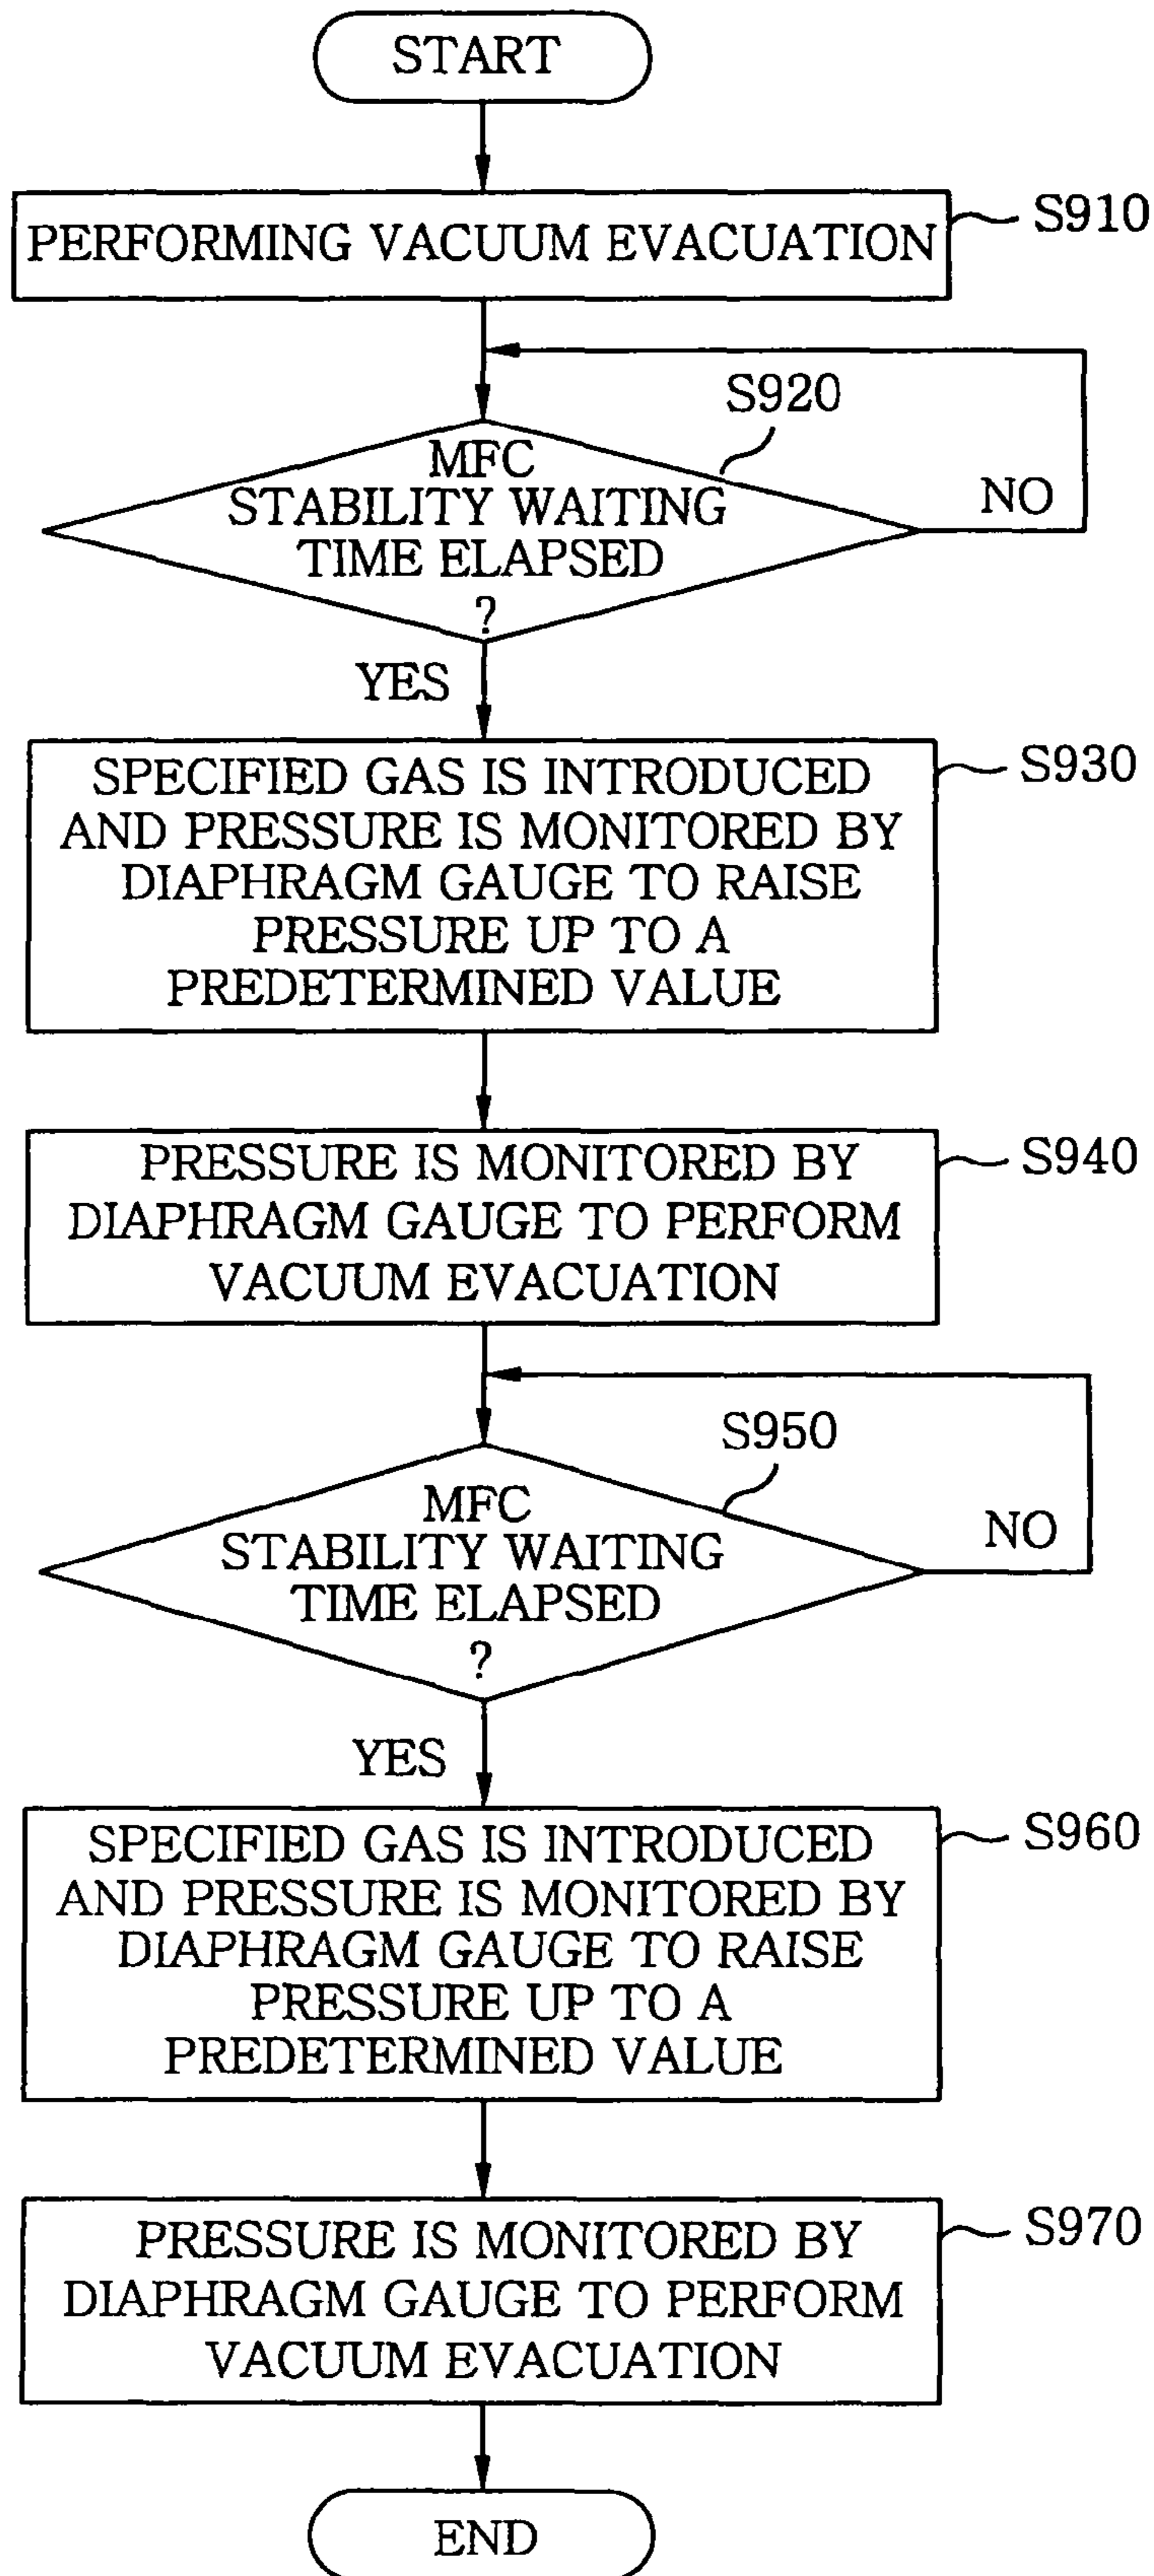 START
PERFORMING VACUUM EVACUATION
S910
S920
MFC
STABILITY WAITING
TIME ELAPSED
?
NO
YES
SPECIFIED GAS IS INTRODUCED
AND PRESSURE IS MONITORED BY
DIAPHRAGM GAUGE TO RAISE
PRESSURE UP TO A
PREDETERMINED VALUE
S930
PRESSURE IS MONITORED BY
DIAPHRAGM GAUGE TO PERFORM
VACUUM EVACUATION
S940
S950
MFC
STABILITY WAITING
TIME ELAPSED
?
NO
YES
SPECIFIED GAS IS INTRODUCED
AND PRESSURE IS MONITORED BY
DIAPHRAGM GAUGE TO RAISE
PRESSURE UP TO A
PREDETERMINED VALUE
S960
PRESSURE IS MONITORED BY
DIAPHRAGM GAUGE TO PERFORM
VACUUM EVACUATION
S970
END